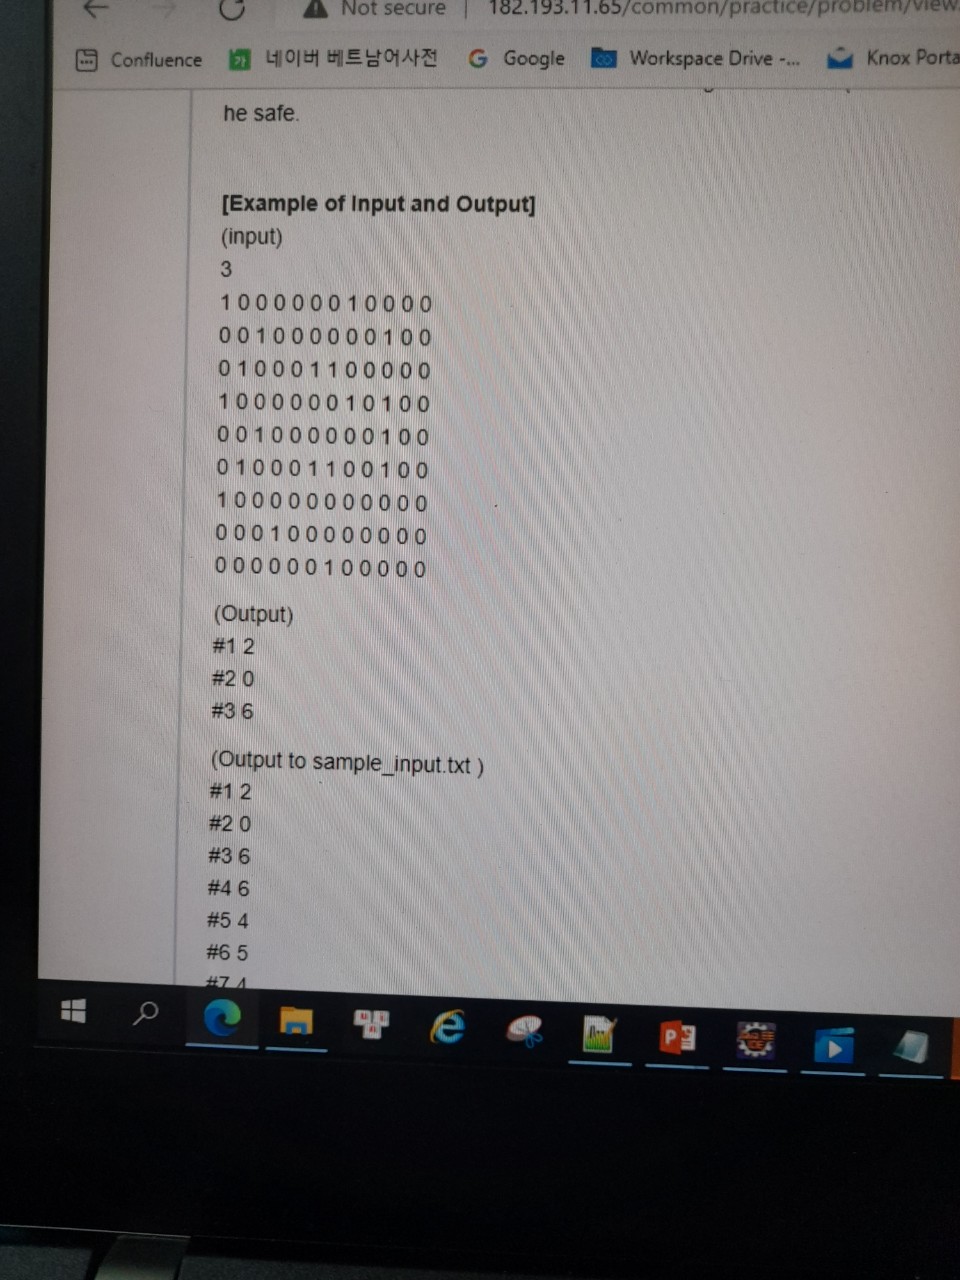 Not secure | 182.193.11.65/common/practice/problem/view
Confluence 네이버 베트남어사전 Google Workspace Drive -... Knox Porta
he safe.
[Example of Input and Output]
(input)
3
1 0 0 0 0 0 0 1 0 0 0 0
0 0 1 0 0 0 0 0 0 1 0 0
0 1 0 0 0 1 1 0 0 0 0 0
1 0 0 0 0 0 0 1 0 1 0 0
0 0 1 0 0 0 0 0 0 1 0 0
0 1 0 0 0 1 1 0 0 1 0 0
1 0 0 0 0 0 0 0 0 0 0 0
0 0 0 1 0 0 0 0 0 0 0 0
0 0 0 0 0 0 1 0 0 0 0 0
(Output)
#1 2
#2 0
#3 6
(Output to sample_input.txt )
#1 2
#2 0
#3 6
#4 6
#5 4
#6 5
#7 4